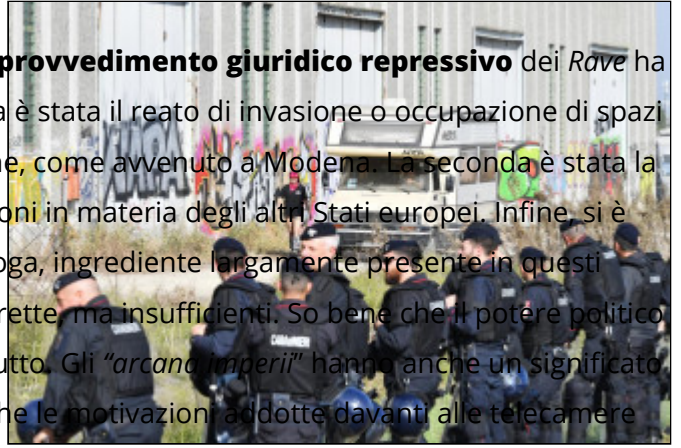 provvedimento giuridico repressivo dei Rave ha
a è stata il reato di invasione o occupazione di spazi
ne, come avvenuto a Modena. La seconda è stata la
oni in materia degli altri Stati europei. Infine, si è
oga, ingrediente largamente presente in questi
rette, ma insufficienti. So bene che il potere politico
utto. Gli “arcana imperii” hanno anche un significato
he le motivazioni addotte davanti alle telecamere
CARABINIERI